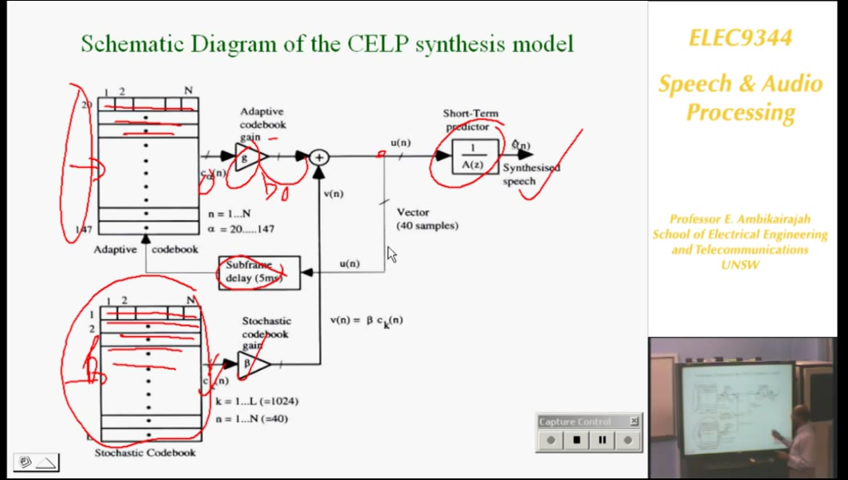 Schematic Diagram of the CELP synthesis model
1 2 N
20
147
Adaptive codebook
n = 1...N
α = 20.....147
Adaptive
codebook
gain
g
+
u(n)
Short-Term
predictor
1
A(z)
Synthesised
speech
v(n)
Vector
(40 samples)
Subframe
delay (5ms)
u(n)
1 2 N
1
2
Stochastic
codebook
gain
β
v(n) = β ck(n)
k = 1...L (=1024)
n = 1...N (=40)
Stochastic Codebook
Capture Control
ELEC9344
Speech & Audio
Processing
Professor E. Ambikairajah
School of Electrical Engineering
and Telecommunications
UNSW